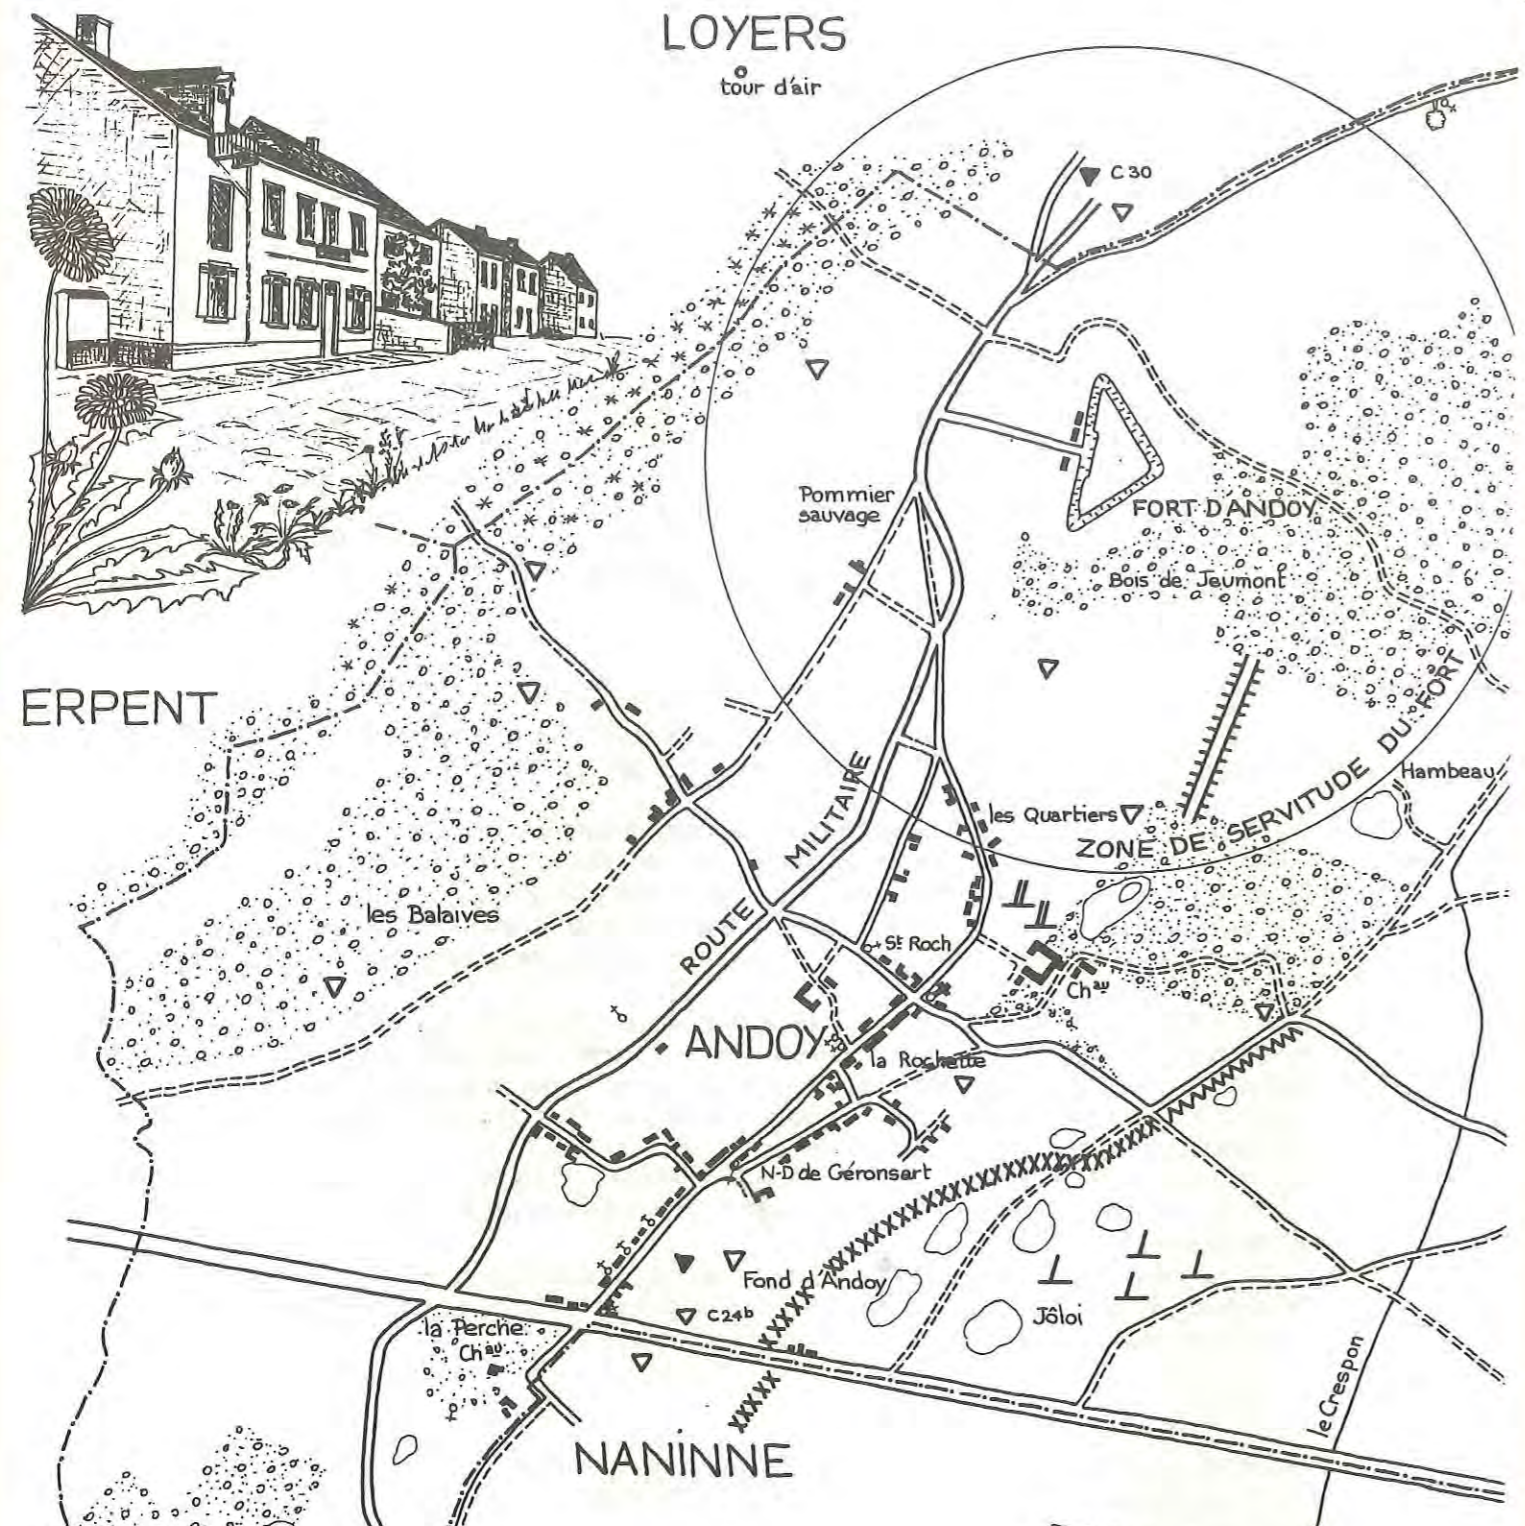 LOYERS
tour d'air
C 30
Pommier
sauvage
FORT D'ANDOY
Bois de Jeumont
ERPENT
ZONE DE SERVITUDE DU FORT
Hambeau
les Quartiers
ROUTE MILITAIRE
les Balaives
St Roch
Chau
ANDOY
la Rochette
N-D de Géronsart
Fond d'Andoy
C24b
Jôloi
la Perche
Chau
le Crespon
NANINNE